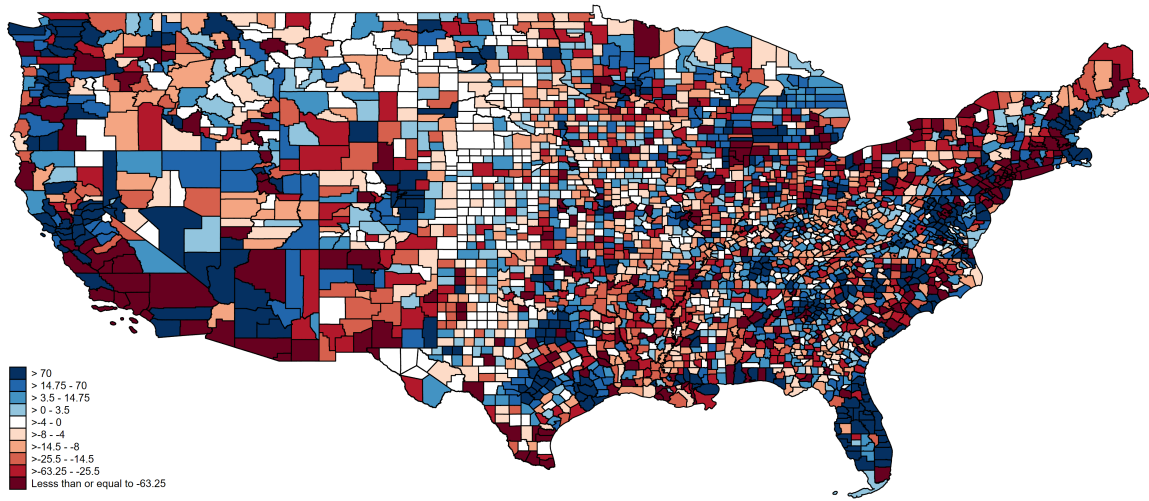 > 70
> 14.75 - 70
> 3.5 - 14.75
> 0 - 3.5
>-4 - 0
>-8 - -4
>-14.5 - -8
>-25.5 - -14.5
>-63.25 - -25.5
Lesss than or equal to -63.25